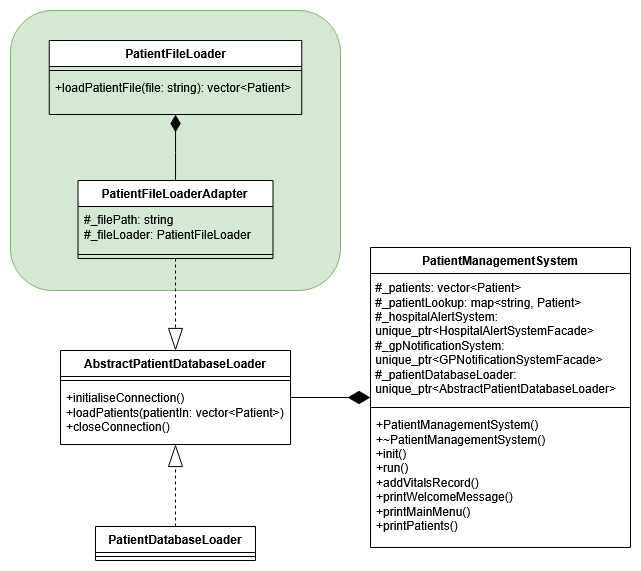 PatientFileLoader
+loadPatientFile(file: string): vector<Patient>
PatientFileLoaderAdapter
#_filePath: string
#_fileLoader: PatientFileLoader
AbstractPatientDatabaseLoader
+initialiseConnection()
+loadPatients(patientIn: vector<Patient>)
+closeConnection()
PatientDatabaseLoader
PatientManagementSystem
#_patients: vector<Patient>
#_patientLookup: map<string, Patient>
#_hospitalAlertSystem:
unique_ptr<HospitalAlertSystemFacade>
#_gpNotificationSystem:
unique_ptr<GPNotificationSystemFacade>
#_patientDatabaseLoader:
unique_ptr<AbstractPatientDatabaseLoader>
+PatientManagementSystem()
+~PatientManagementSystem()
+init()
+run()
+addVitalsRecord()
+printWelcomeMessage()
+printMainMenu()
+printPatients()